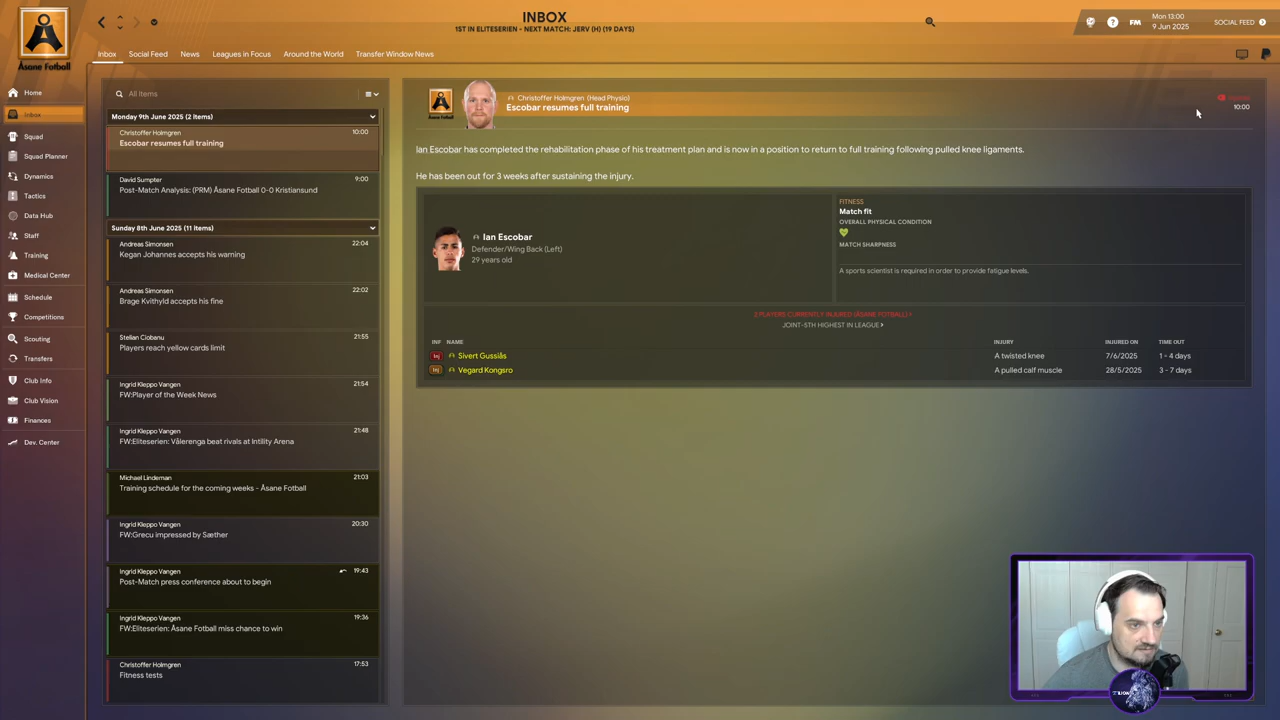 INBOX
1ST IN ELITESERIEN - NEXT MATCH: JERV (H) (19 DAYS)
FM
Mon 13:00
9 Jun 2025
SOCIAL FEED
Åsane Fotball
Inbox
Social Feed
News
Leagues in Focus
Around the World
Transfer Window News
Home
Inbox
Squad
Squad Planner
Dynamics
Tactics
Data Hub
Staff
Training
Medical Center
Schedule
Competitions
Scouting
Transfers
Club Info
Club Vision
Finances
Dev. Center
All Items
Monday 9th June 2025 (2 Items)
Christoffer Holmgren 10:00
Escobar resumes full training
David Sumpter 9:00
Post-Match Analysis: (PRM) Åsane Fotball 0-0 Kristiansund
Sunday 8th June 2025 (11 Items)
Andreas Simonsen 22:04
Kegan Johannes accepts his warning
Andreas Simonsen 22:02
Brage Kvithyld accepts his fine
Stelian Ciobanu 21:55
Players reach yellow cards limit
Ingrid Kleppo Vangen 21:54
FW:Player of the Week News
Ingrid Kleppo Vangen 21:48
FW:Eliteserien: Vålerenga beat rivals at Intility Arena
Michael Lindeman 21:03
Training schedule for the coming weeks - Åsane Fotball
Ingrid Kleppo Vangen 20:30
FW:Grecu impressed by Sæther
Ingrid Kleppo Vangen 19:43
Post-Match press conference about to begin
Ingrid Kleppo Vangen 19:36
FW:Eliteserien: Åsane Fotball miss chance to win
Christoffer Holmgren 17:53
Fitness tests
Åsane Fotball
Christoffer Holmgren (Head Physio)
Escobar resumes full training
10:00
Ian Escobar has completed the rehabilitation phase of his treatment plan and is now in a position to return to full training following pulled knee ligaments.
He has been out for 3 weeks after sustaining the injury.
Ian Escobar
Defender/Wing Back (Left)
29 years old
FITNESS
Match fit
OVERALL PHYSICAL CONDITION
MATCH SHARPNESS
A sports scientist is required in order to provide fatigue levels.
2 PLAYERS CURRENTLY INJURED (ÅSANE FOTBALL)
JOINT-5TH HIGHEST IN LEAGUE
INF NAME INJURY INJURED ON TIME OUT
Inj Sivert Gussiås A twisted knee 7/6/2025 1 - 4 days
Inj Vegard Kongsro A pulled calf muscle 28/5/2025 3 - 7 days